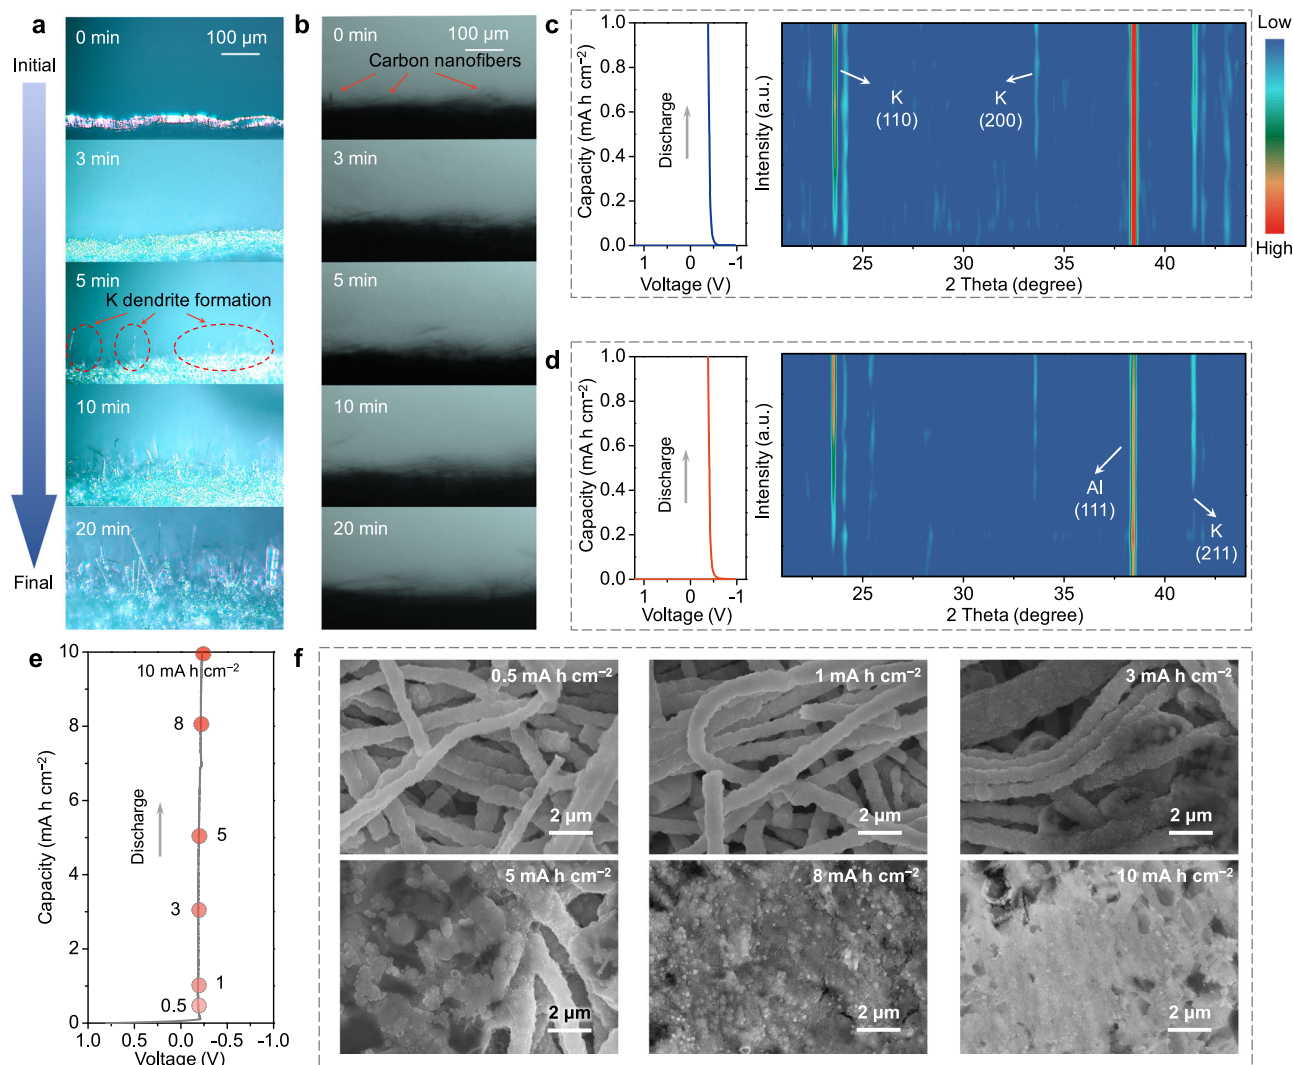 a
0 min
100 μm
Initial
3 min
5 min
K dendrite formation
10 min
20 min
Final
b
0 min
100 μm
Carbon nanofibers
3 min
5 min
10 min
20 min
c
Capacity (mA h cm⁻²)
1.0
0.8
0.6
0.4
0.2
0.0
Discharge
1 0 -1
Voltage (V)
Intensity (a.u.)
K
(110)
K
(200)
25 30 35 40
2 Theta (degree)
Low
High
d
Capacity (mA h cm⁻²)
1.0
0.8
0.6
0.4
0.2
0.0
Discharge
1 0 -1
Voltage (V)
Intensity (a.u.)
Al
(111)
K
(211)
25 30 35 40
2 Theta (degree)
e
Capacity (mA h cm⁻²)
10
8
6
4
2
0
10 mA h cm⁻²
8
5
3
1
0.5
Discharge
1.0 0.5 0.0 -0.5 -1.0
Voltage (V)
f
0.5 mA h cm⁻²
2 μm
1 mA h cm⁻²
2 μm
3 mA h cm⁻²
2 μm
5 mA h cm⁻²
2 μm
8 mA h cm⁻²
2 μm
10 mA h cm⁻²
2 μm